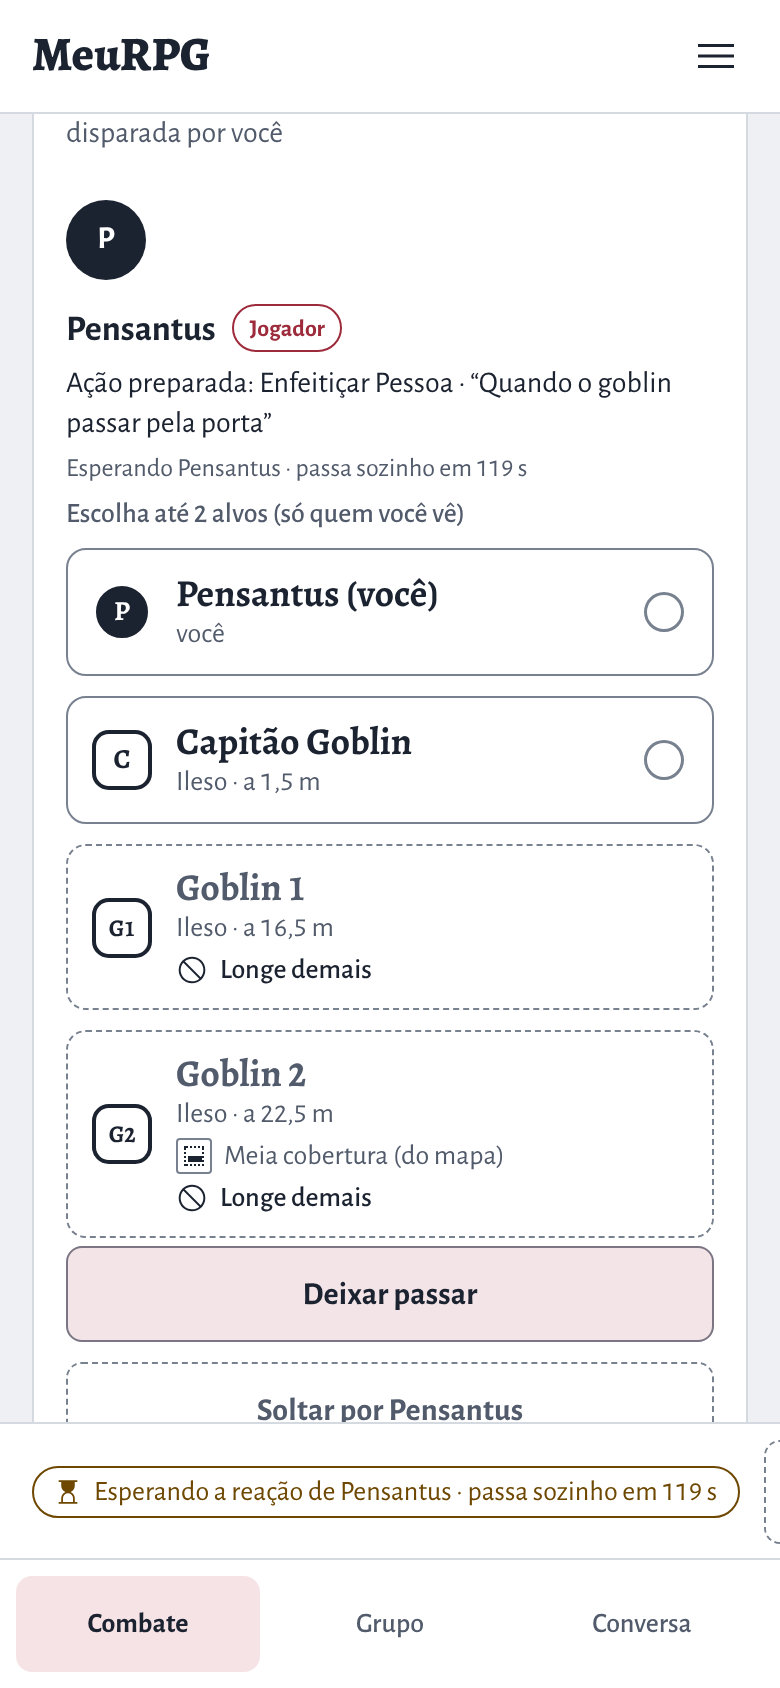 MeuRPG
disparada por você
P
Pensantus
Jogador
Ação preparada: Enfeitiçar Pessoa · “Quando o goblin
passar pela porta”
Esperando Pensantus · passa sozinho em 119 s
Escolha até 2 alvos (só quem você vê)
P
Pensantus (você)
você
C
Capitão Goblin
Ileso · a 1,5 m
G1
Goblin 1
Ileso · a 16,5 m
Longe demais
G2
Goblin 2
Ileso · a 22,5 m
Meia cobertura (do mapa)
Longe demais
Deixar passar
Soltar por Pensantus
Esperando a reação de Pensantus · passa sozinho em 119 s
Combate
Grupo
Conversa